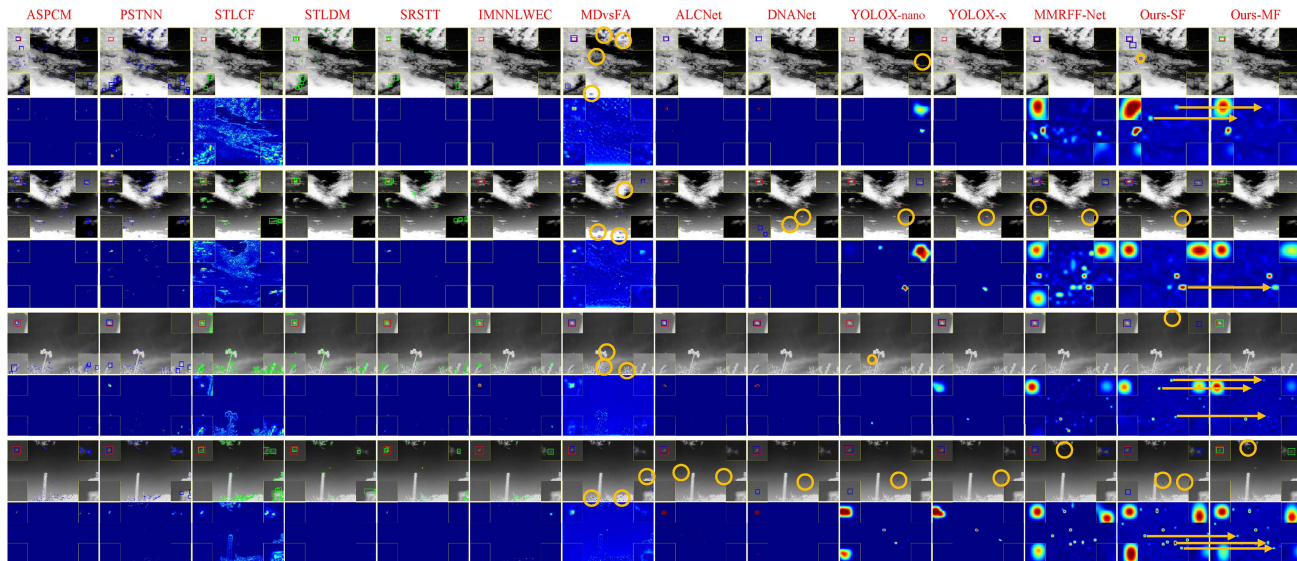 ASPCM PSTNN STLCF STLDM SRSTT IMNNLWEC MDvsFA ALCNet DNANet YOLOX-nano YOLOX-x MMRFF-Net Ours-SF Ours-MF